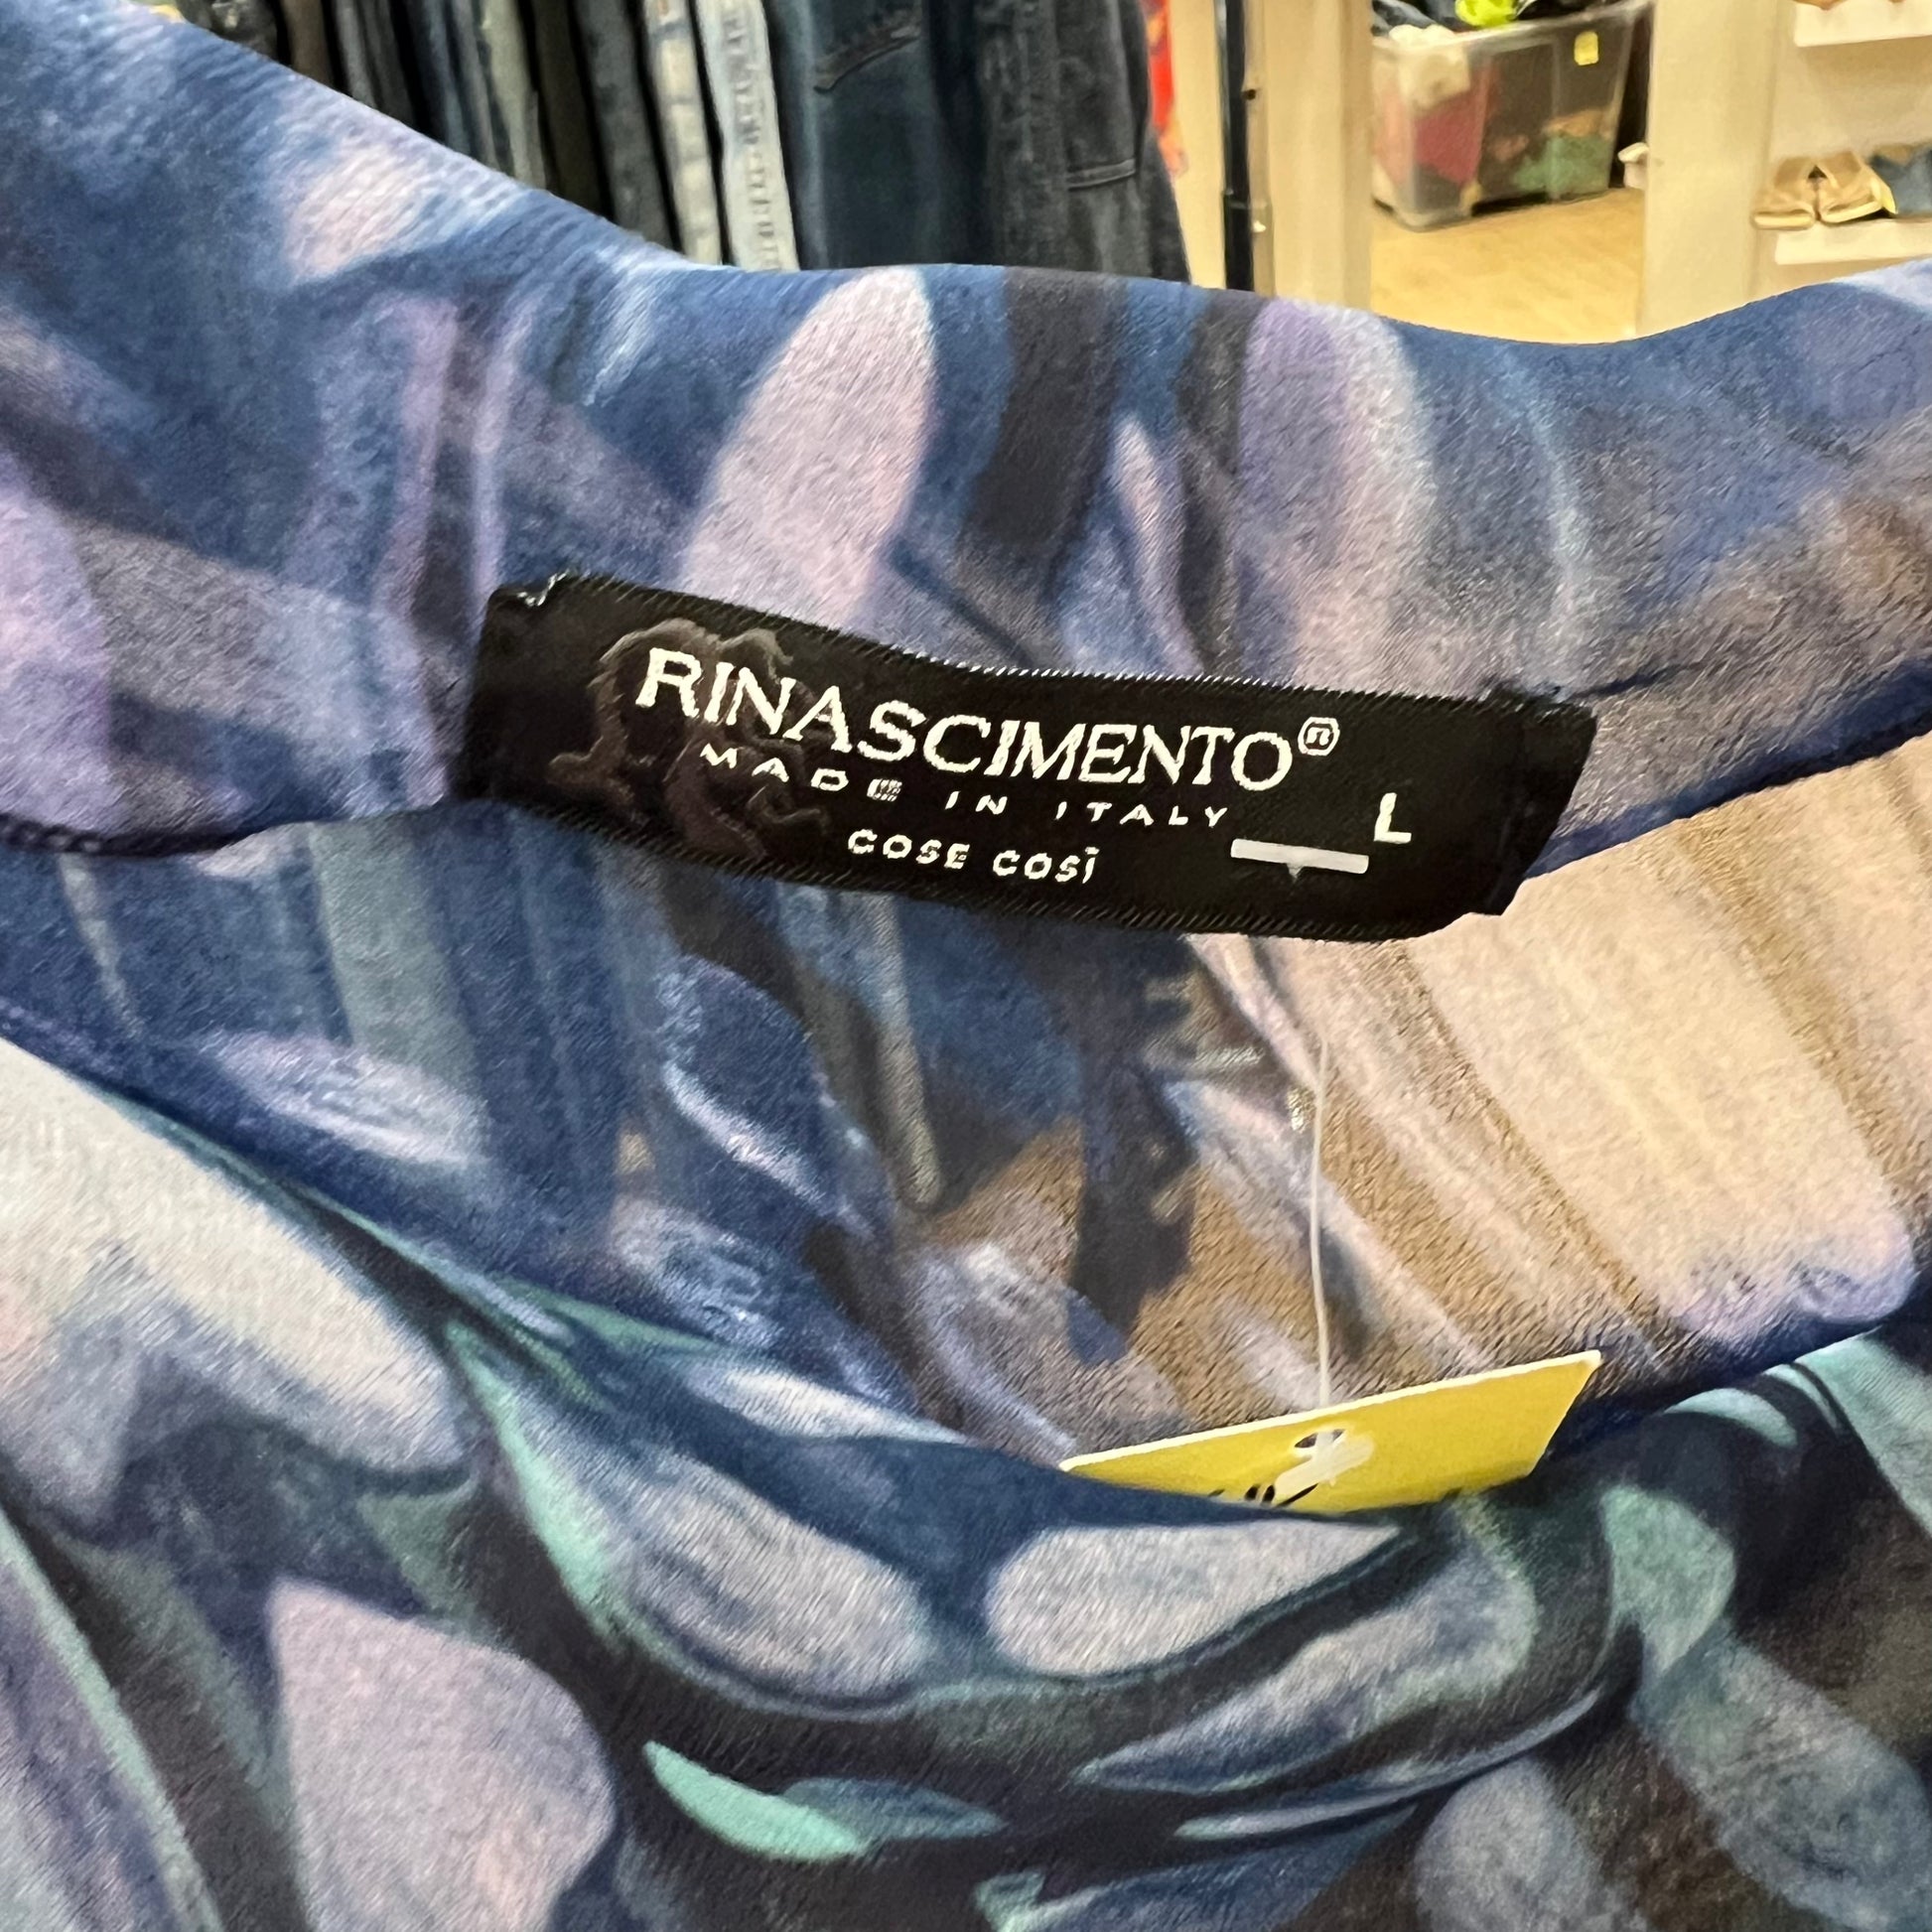 RINASCIMENTO®
MADE IN ITALY
COSE COSÌ
L